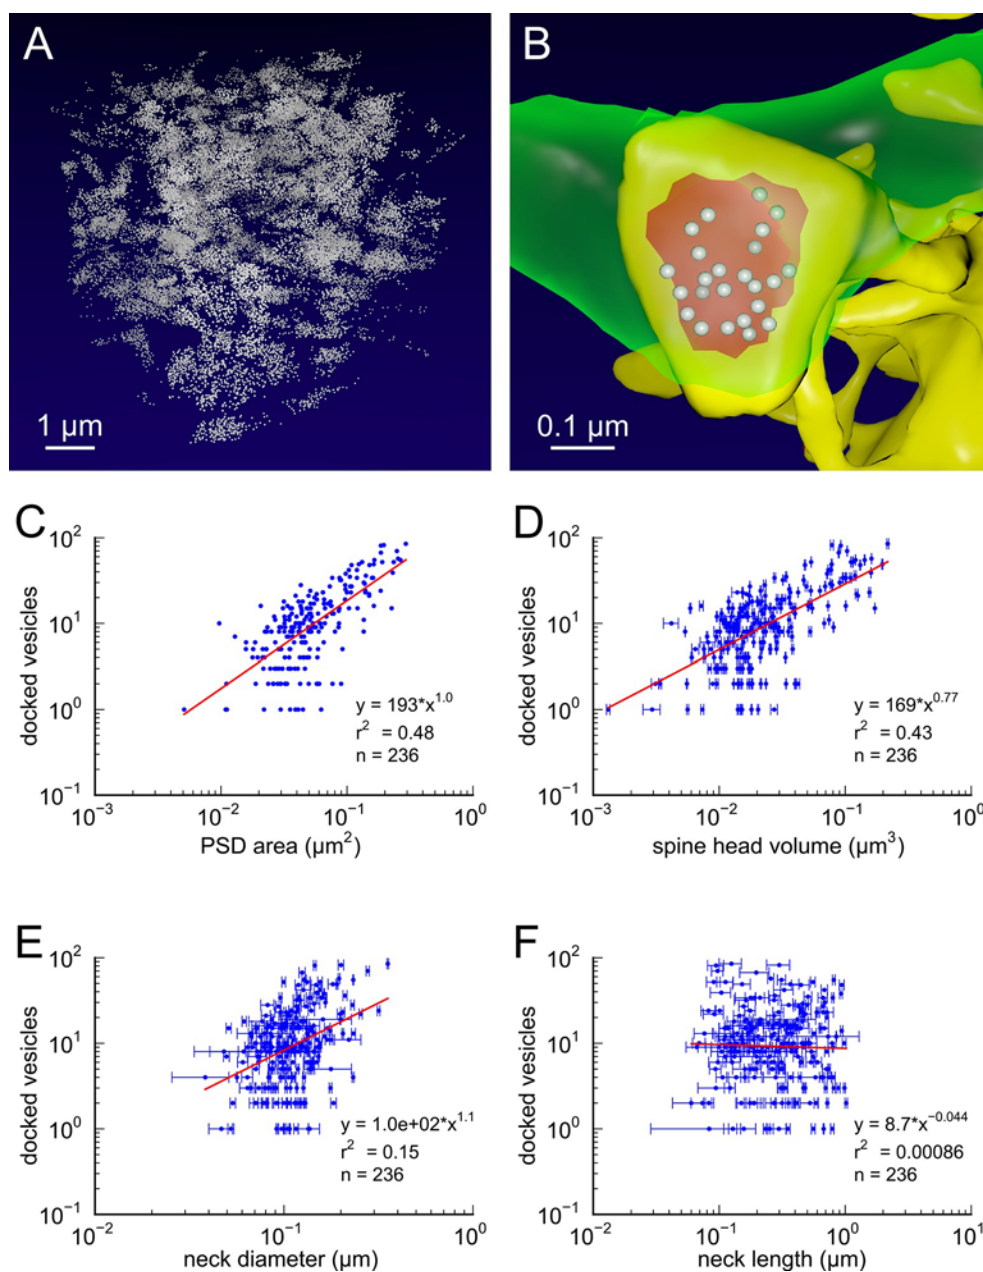 A
1 µm
B
0.1 µm
C
docked vesicles
10²
10¹
10⁰
10⁻¹
10⁻³
10⁻²
10⁻¹
10⁰
PSD area (µm²)
y = 193*x^1.0
r² = 0.48
n = 236
D
docked vesicles
10²
10¹
10⁰
10⁻¹
10⁻³
10⁻²
10⁻¹
10⁰
spine head volume (µm³)
y = 169*x^0.77
r² = 0.43
n = 236
E
docked vesicles
10²
10¹
10⁰
10⁻¹
10⁻²
10⁻¹
10⁰
neck diameter (µm)
y = 1.0e+02*x^1.1
r² = 0.15
n = 236
F
docked vesicles
10²
10¹
10⁰
10⁻¹
10⁻²
10⁻¹
10⁰
10¹
neck length (µm)
y = 8.7*x^−0.044
r² = 0.00086
n = 236